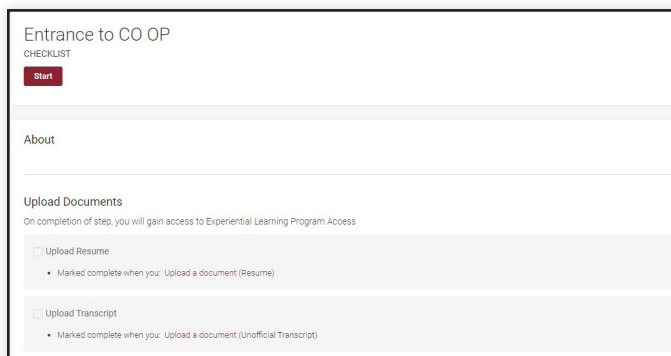 Entrance to CO OP
CHECKLIST
Start
About
Upload Documents
On completion of step, you will gain access to Experiential Learning Program Access
Upload Resume
• Marked complete when you: Upload a document (Resume)
Upload Transcript
• Marked complete when you: Upload a document (Unofficial Transcript)